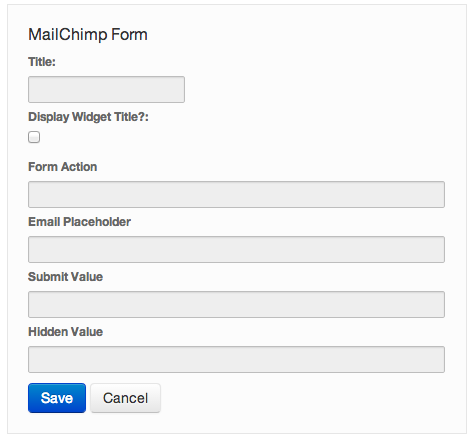 MailChimp Form
Title:
Display Widget Title?:
Form Action
Email Placeholder
Submit Value
Hidden Value
Save Cancel